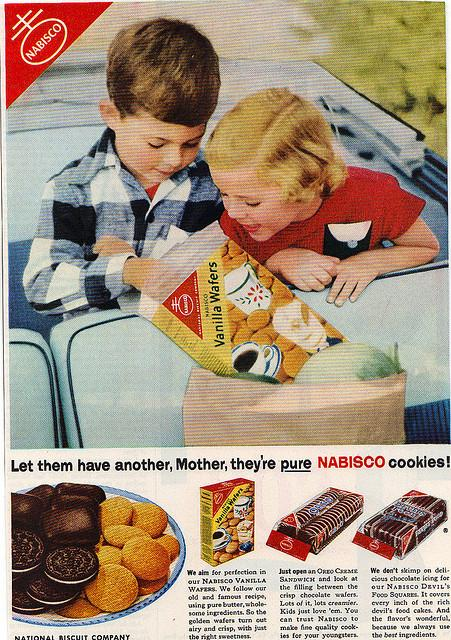 NABISCO
NABISCO
NABISCO
Vanilla Wafers
Let them have another, Mother, they're pure NABISCO cookies!
Vanilla Wafers
We aim for perfection in
our NABISCO VANILLA
WAFERS. We follow our
old and famous recipe,
using pure butter, whole-
some ingredients. So the
golden wafers turn out
airy and crisp, with just
the right sweetness.
Just open an OREO CREME
SANDWICH and look at
the filling between the
crisp chocolate wafers.
Lots of it, lots creamier.
Kids just love 'em. You
can trust NABISCO to
make fine quality cook-
ies for your youngsters.
We don't skimp on deli-
cious chocolate icing for
our NABISCO DEVIL'S
FOOD SQUARES. It covers
every inch of the rich
devil's food cakes. And
the flavor's wonderful,
because we always use
the best ingredients.
NATIONAL BISCUIT COMPANY